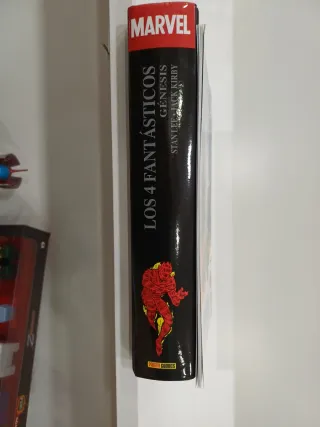 MARVEL
LOS 4 FANTÁSTICOS
GÉNESIS
STAN LEE • JACK KIRBY